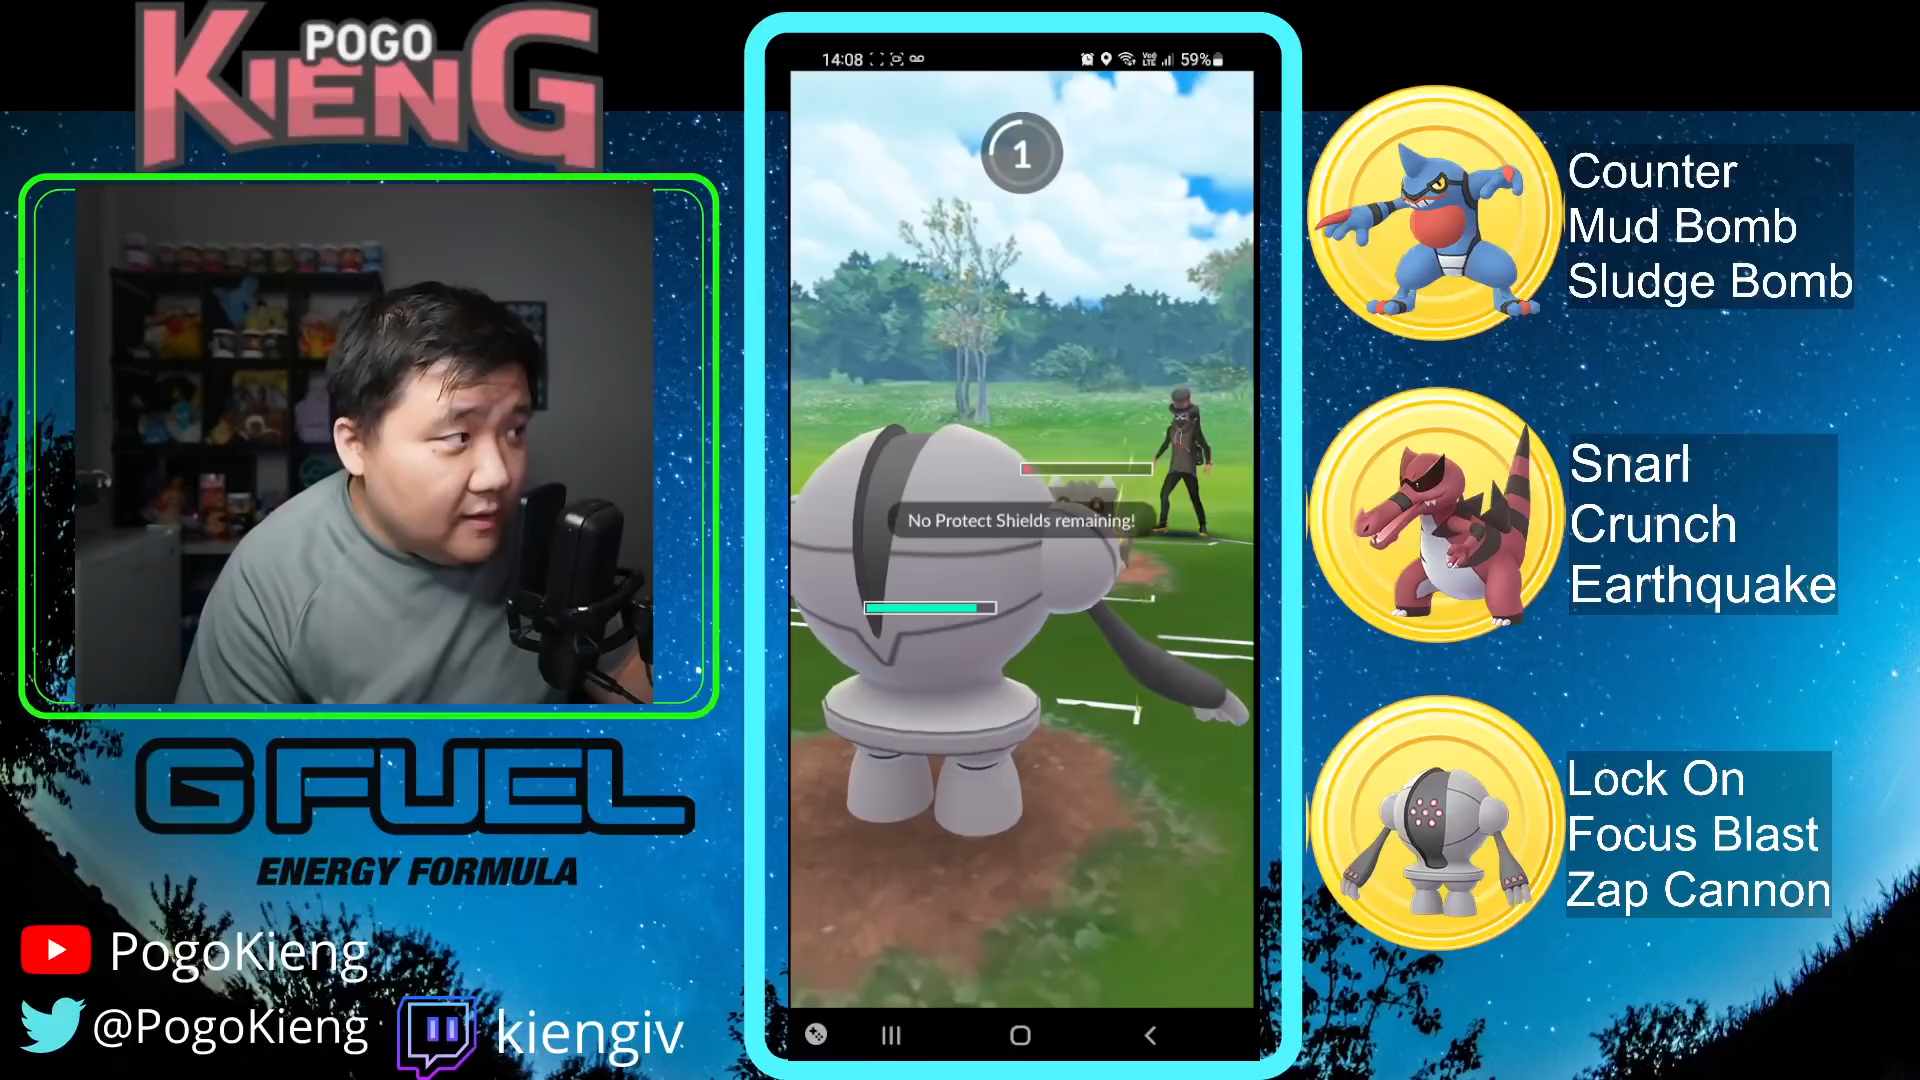 POGO
KIENG
14:08
59%
1
No Protect Shields remaining!
Counter
Mud Bomb
Sludge Bomb
Snarl
Crunch
Earthquake
Lock On
Focus Blast
Zap Cannon
G FUEL
ENERGY FORMULA
PogoKieng
@PogoKieng
kiengiv